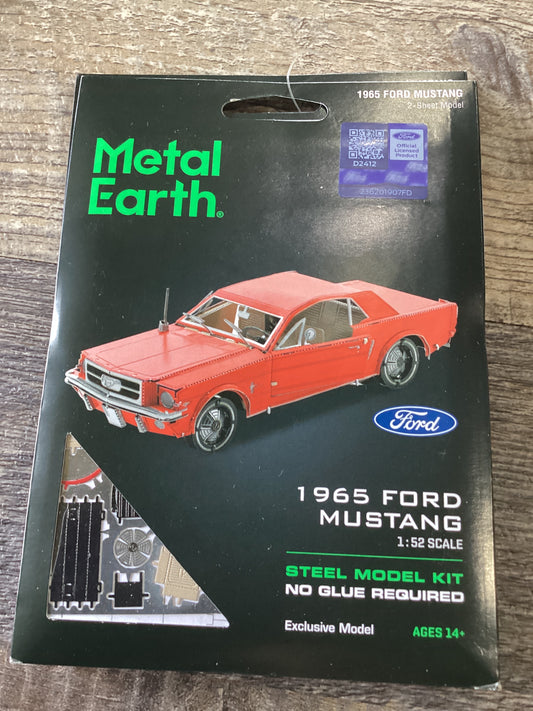 1965 FORD MUSTANG
2-Sheet Model
Metal
Earth®
Ford
Official
Licensed
Product
D2412
236201907FD
Ford
1965 FORD
MUSTANG
1:52 SCALE
STEEL MODEL KIT
NO GLUE REQUIRED
Exclusive Model
AGES 14+